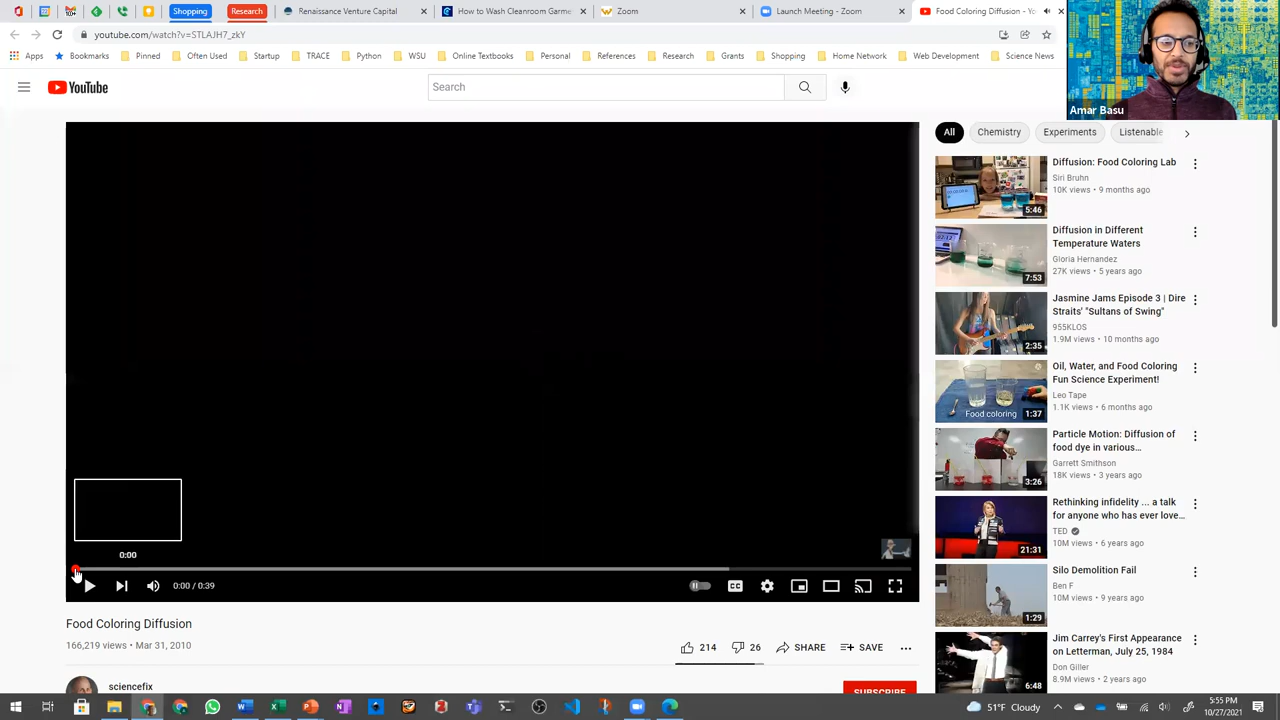 Shopping
Research
Renaissance Venture Capital
How to Wash Cleanroom Garme
Zoom
Launch Meeting - Zoom
Food Coloring Diffusion - Yo
youtube.com/watch?v=STLAJH7_zkY
Apps
Bookmarks
Pinned
Often Used
Startup
TRACE
WSU
Online Textbooks
Personal
References
Research
Shopping
Home Network
Web Development
Science News
Amar Basu
YouTube
Search
All
Chemistry
Experiments
Listenable
Diffusion: Food Coloring Lab
Siri Bruhn
10K views • 9 months ago
5:46
Diffusion in Different
Temperature Waters
Gloria Hernandez
27K views • 5 years ago
7:53
Jasmine Jams Episode 3 | Dire
Straits' "Sultans of Swing"
955KLOS
1.9M views • 10 months ago
2:35
Oil, Water, and Food Coloring
Fun Science Experiment!
Leo Tape
1.1K views • 6 months ago
Food coloring
1:37
Particle Motion: Diffusion of
food dye in various...
Garrett Smithson
18K views • 3 years ago
3:26
Rethinking infidelity ... a talk
for anyone who has ever love...
TED
10M views • 6 years ago
21:31
Silo Demolition Fail
Ben F
10M views • 9 years ago
1:29
Jim Carrey's First Appearance
on Letterman, July 25, 1984
Don Giller
8.9M views • 2 years ago
6:48
0:00
0:00 / 0:39
Food Coloring Diffusion
166,219 views • Mar 31, 2010
214
26
SHARE
SAVE
sciencefix
SUBSCRIBE
51°F Cloudy
5:55 PM
10/27/2021